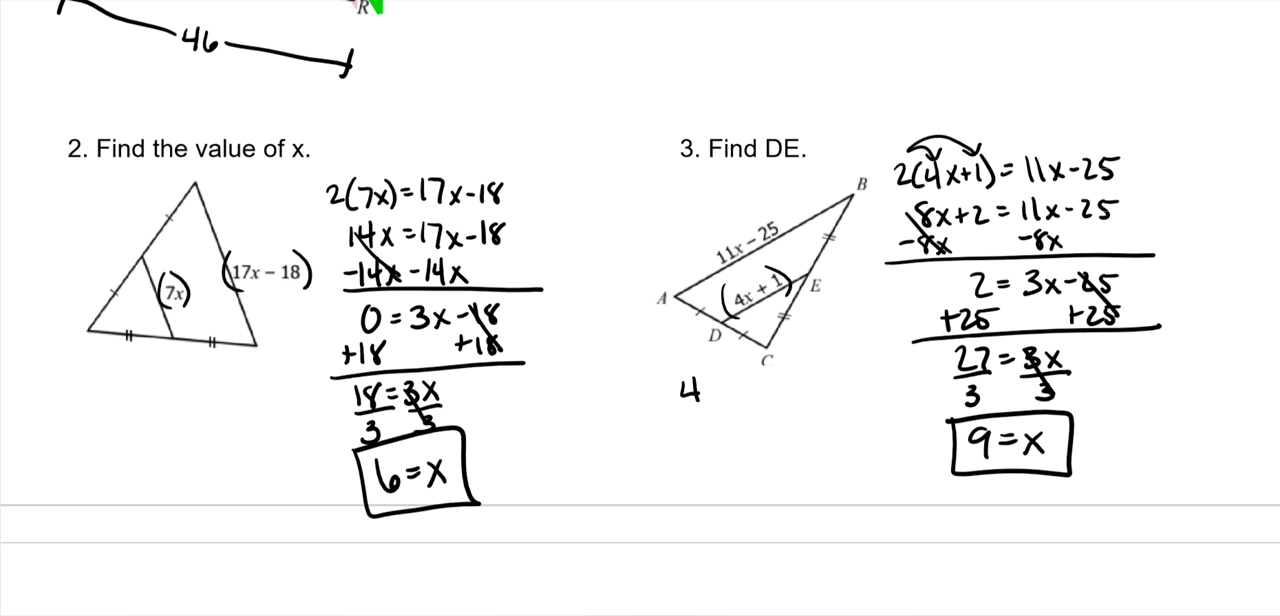 R
46
2. Find the value of x.
7x
17x – 18
2(7x)=17x-18
14x=17x-18
-14x -14x
0=3x-18
+18 +18
18=3x
3 3
6=x
3. Find DE.
B
11x – 25
A
(4x + 1)
E
D
C
4
2(4x+1)=11x-25
8x+2=11x-25
-8x -8x
2=3x-25
+25 +25
27=3x
3 3
9=x